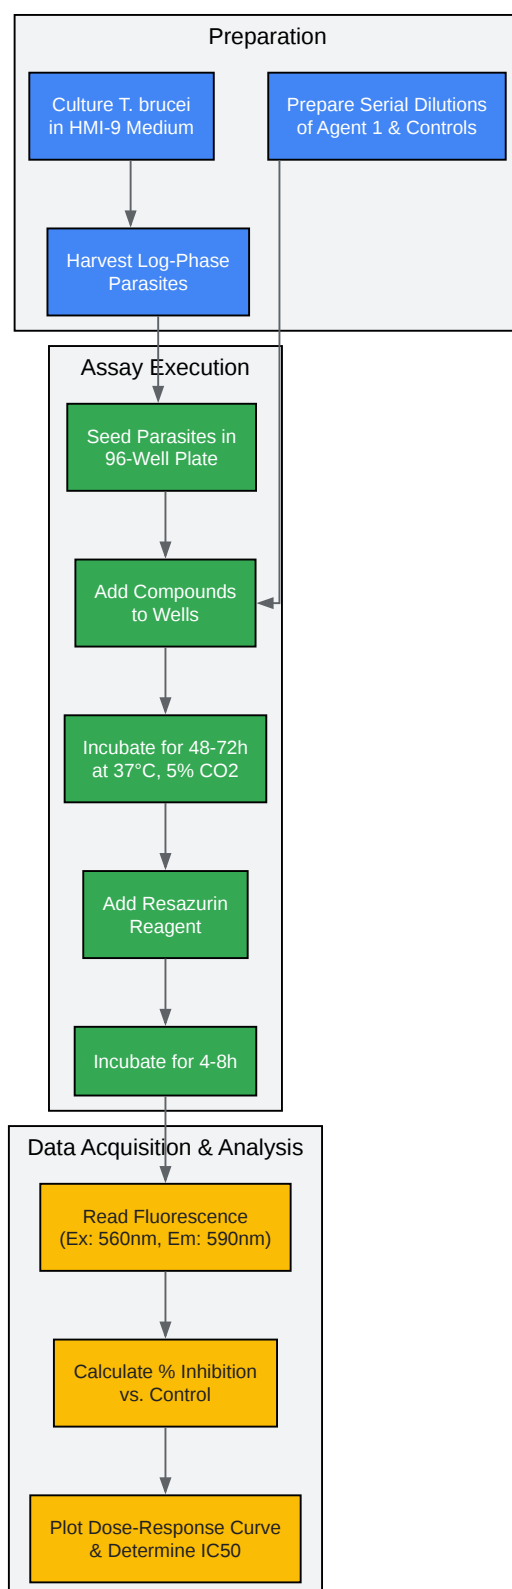 Preparation
Culture T. brucei
in HMI-9 Medium
Prepare Serial Dilutions
of Agent 1 & Controls
Harvest Log-Phase
Parasites
Assay Execution
Seed Parasites in
96-Well Plate
Add Compounds
to Wells
Incubate for 48-72h
at 37°C, 5% CO2
Add Resazurin
Reagent
Incubate for 4-8h
Data Acquisition & Analysis
Read Fluorescence
(Ex: 560nm, Em: 590nm)
Calculate % Inhibition
vs. Control
Plot Dose-Response Curve
& Determine IC50